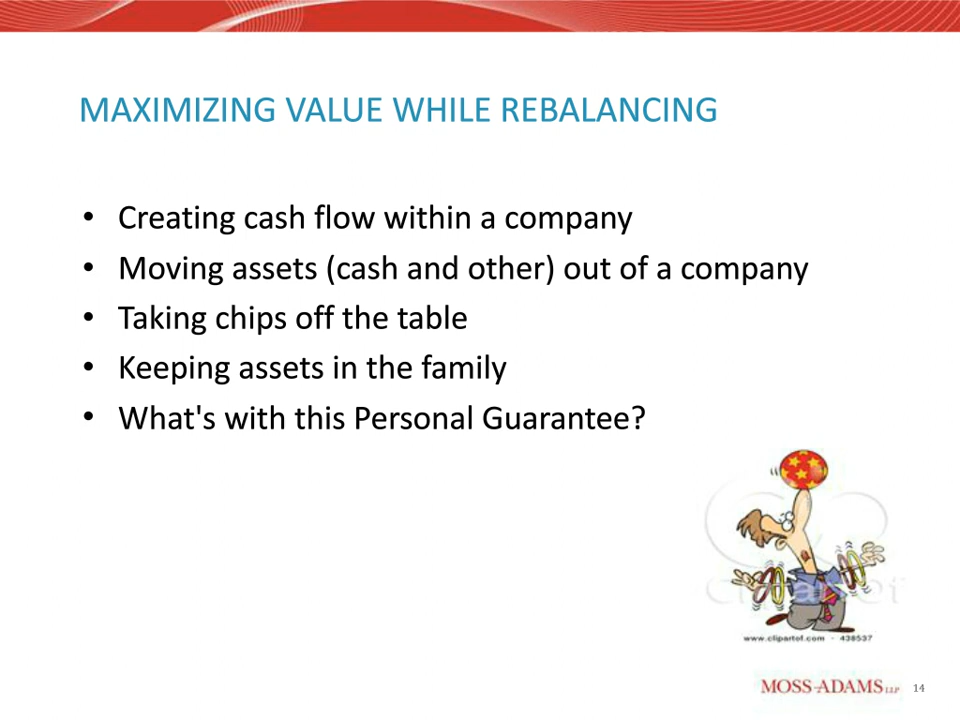 MAXIMIZING VALUE WHILE REBALANCING
• Creating cash flow within a company
• Moving assets (cash and other) out of a company
• Taking chips off the table
• Keeping assets in the family
• What's with this Personal Guarantee?
ClipartOf
www.clipartof.com · 438537
MOSS-ADAMS LLP
14